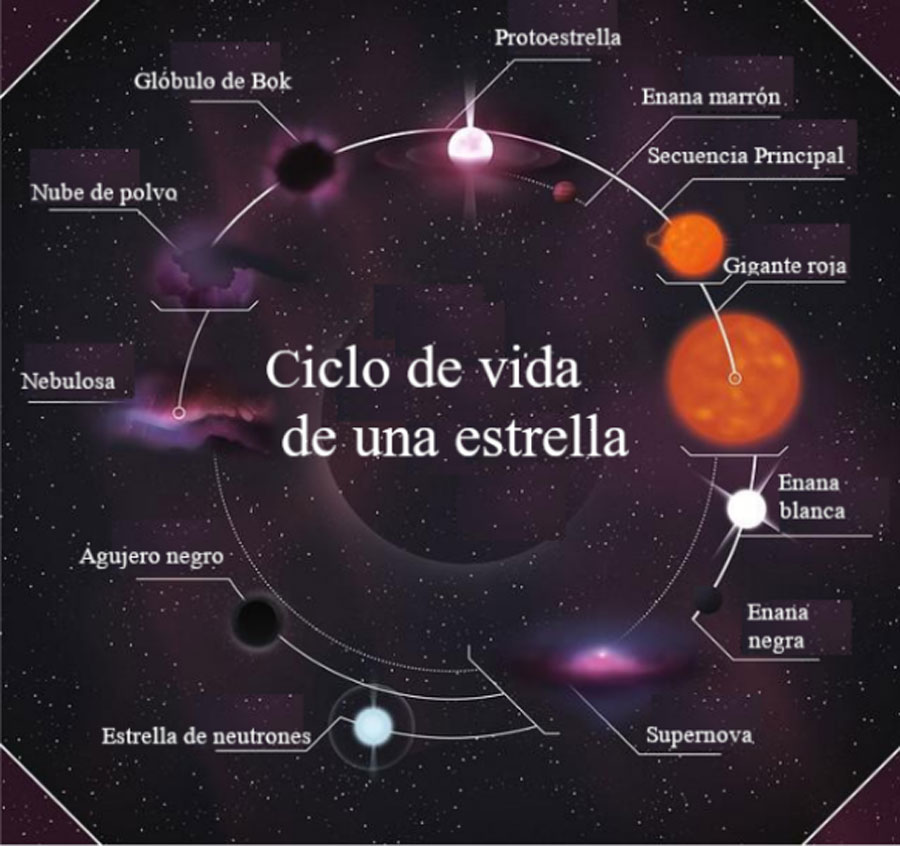 Protoestrella
Glóbulo de Bok
Enana marrón
Secuencia Principal
Nube de polvo
Gigante roja
Ciclo de vida
de una estrella
Nebulosa
Enana
blanca
Agujero negro
Enana
negra
Estrella de neutrones
Supernova